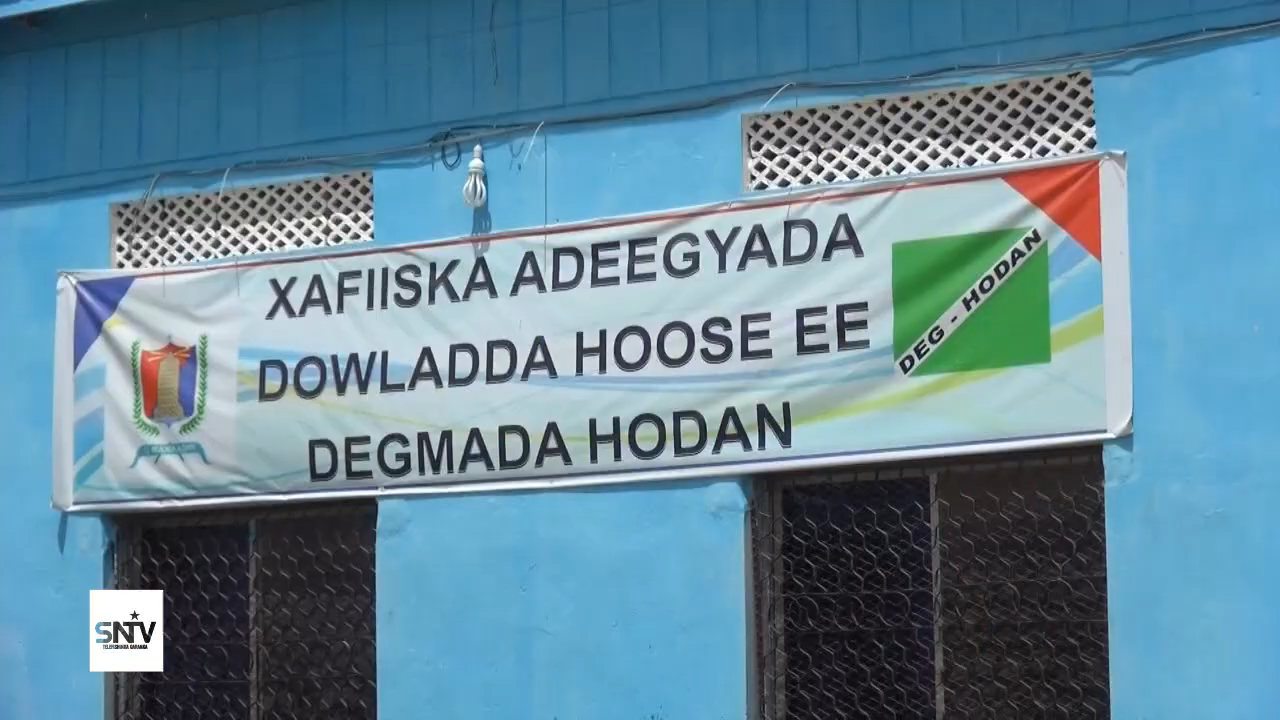 XAFIISKA ADEEGYADA
DOWLADDA HOOSE EE
DEGMADA HODAN
DEG - HODAN
SNTV